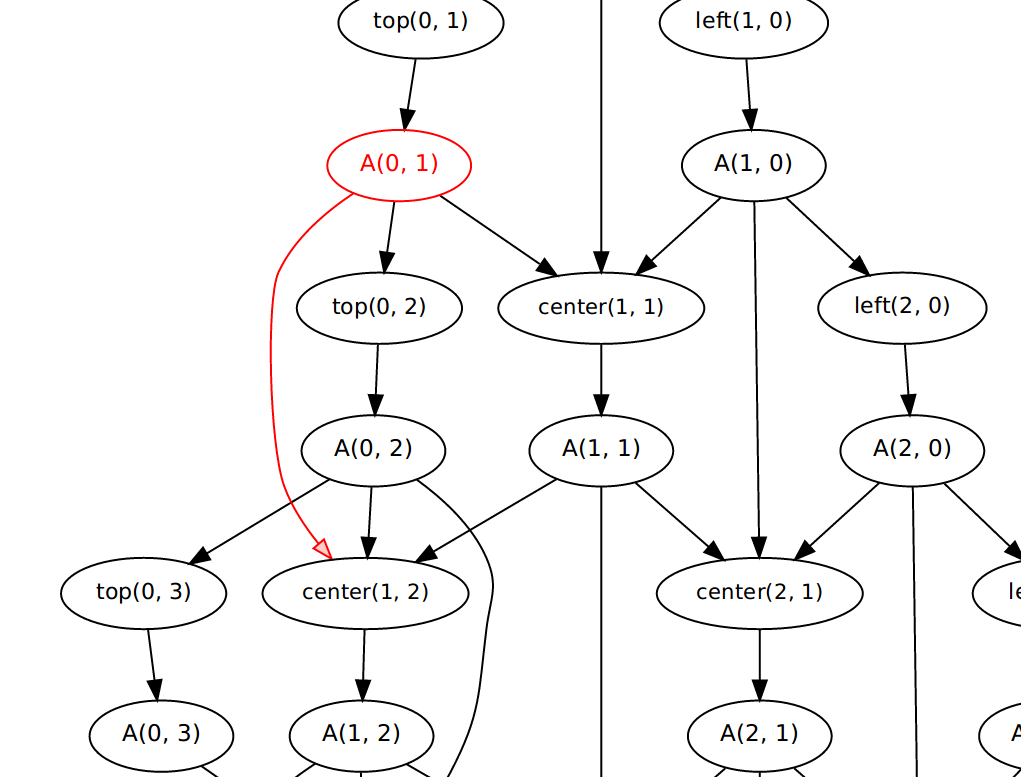 top(0, 1)
left(1, 0)
A(0, 1)
A(1, 0)
top(0, 2)
center(1, 1)
left(2, 0)
A(0, 2)
A(1, 1)
A(2, 0)
top(0, 3)
center(1, 2)
center(2, 1)
le
A(0, 3)
A(1, 2)
A(2, 1)
A